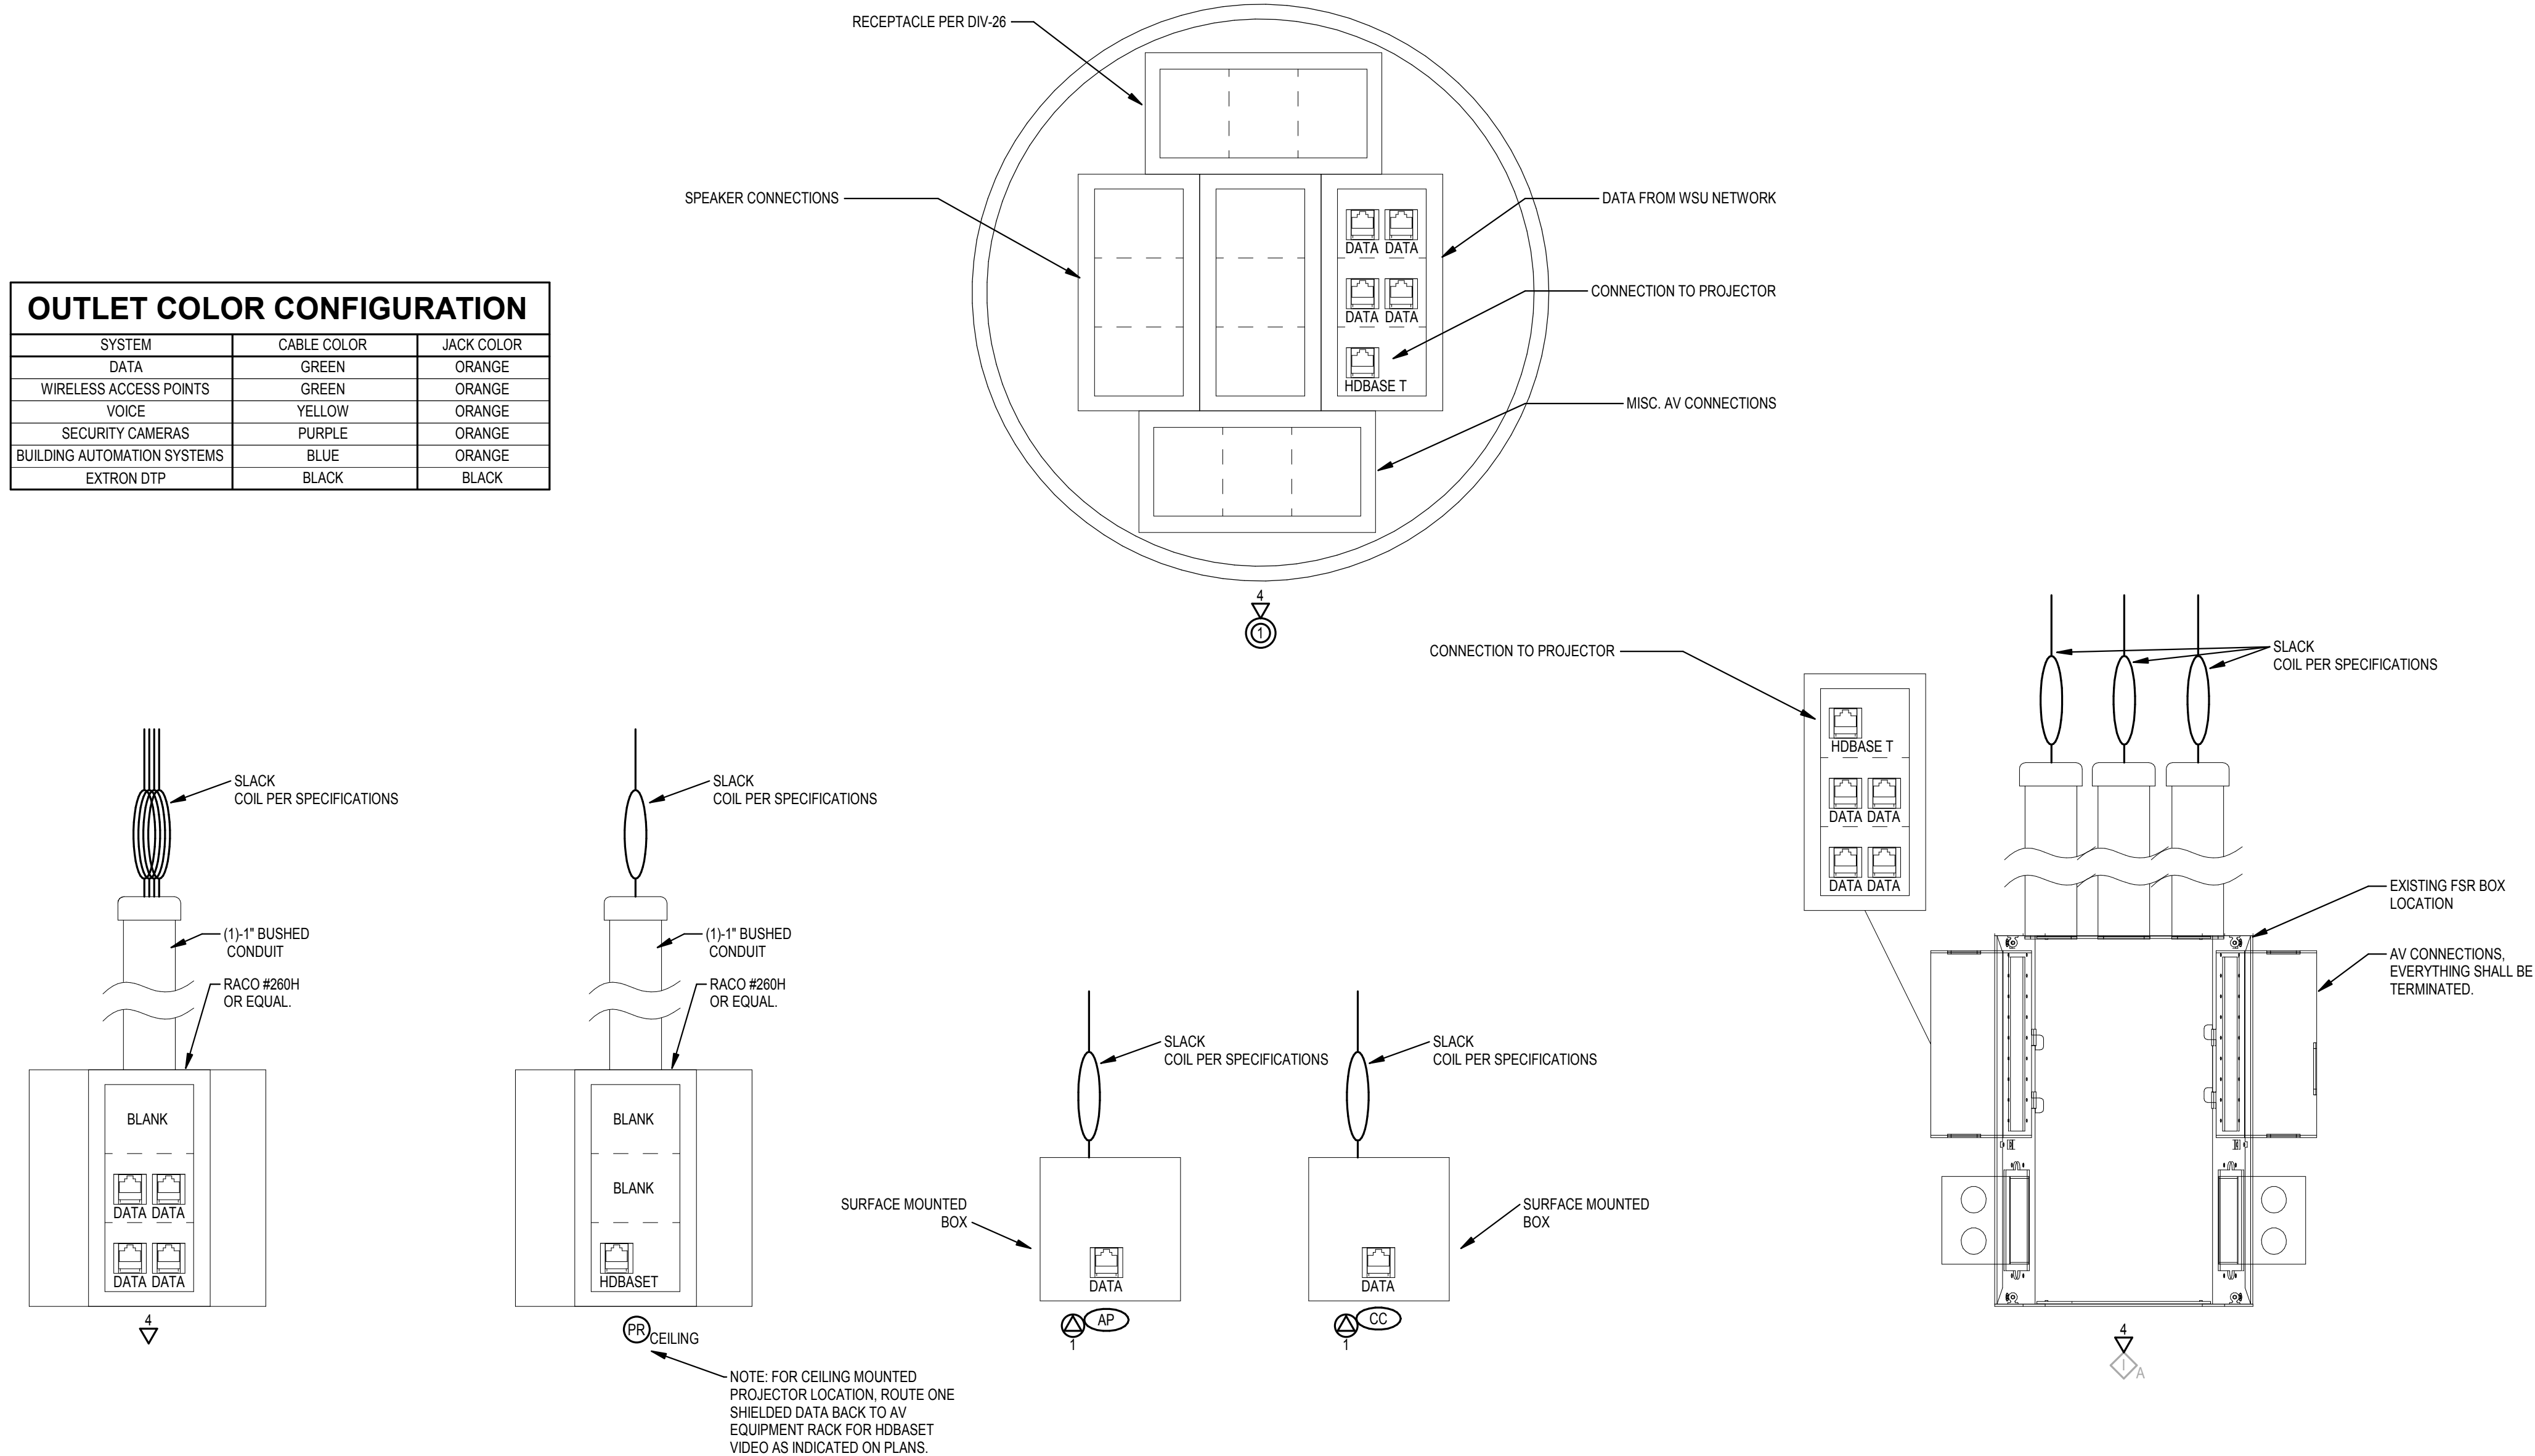 RECEPTACLE PER DIV-26
SPEAKER CONNECTIONS
DATA FROM WSU NETWORK
DATA DATA
DATA DATA
CONNECTION TO PROJECTOR
HDBASE T
MISC. AV CONNECTIONS
4
1
OUTLET COLOR CONFIGURATION
SYSTEM CABLE COLOR JACK COLOR
DATA GREEN ORANGE
WIRELESS ACCESS POINTS GREEN ORANGE
VOICE YELLOW ORANGE
SECURITY CAMERAS PURPLE ORANGE
BUILDING AUTOMATION SYSTEMS BLUE ORANGE
EXTRON DTP BLACK BLACK
SLACK
COIL PER SPECIFICATIONS
(1)-1" BUSHED
CONDUIT
RACO #260H
OR EQUAL.
BLANK
DATA DATA
DATA DATA
4
SLACK
COIL PER SPECIFICATIONS
(1)-1" BUSHED
CONDUIT
RACO #260H
OR EQUAL.
BLANK
BLANK
HDBASET
PR CEILING
NOTE: FOR CEILING MOUNTED
PROJECTOR LOCATION, ROUTE ONE
SHIELDED DATA BACK TO AV
EQUIPMENT RACK FOR HDBASET
VIDEO AS INDICATED ON PLANS.
SLACK
COIL PER SPECIFICATIONS
SURFACE MOUNTED
BOX
DATA
AP
1
SLACK
COIL PER SPECIFICATIONS
SURFACE MOUNTED
BOX
DATA
CC
1
CONNECTION TO PROJECTOR
HDBASE T
DATA DATA
DATA DATA
SLACK
COIL PER SPECIFICATIONS
EXISTING FSR BOX
LOCATION
AV CONNECTIONS,
EVERYTHING SHALL BE
TERMINATED.
4
I
A